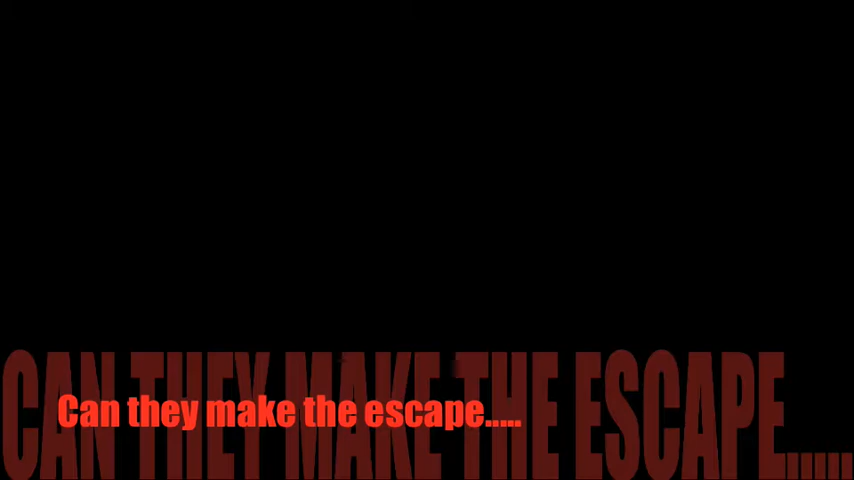 CAN THEY MAKE THE ESCAPE.....
Can they make the escape.....